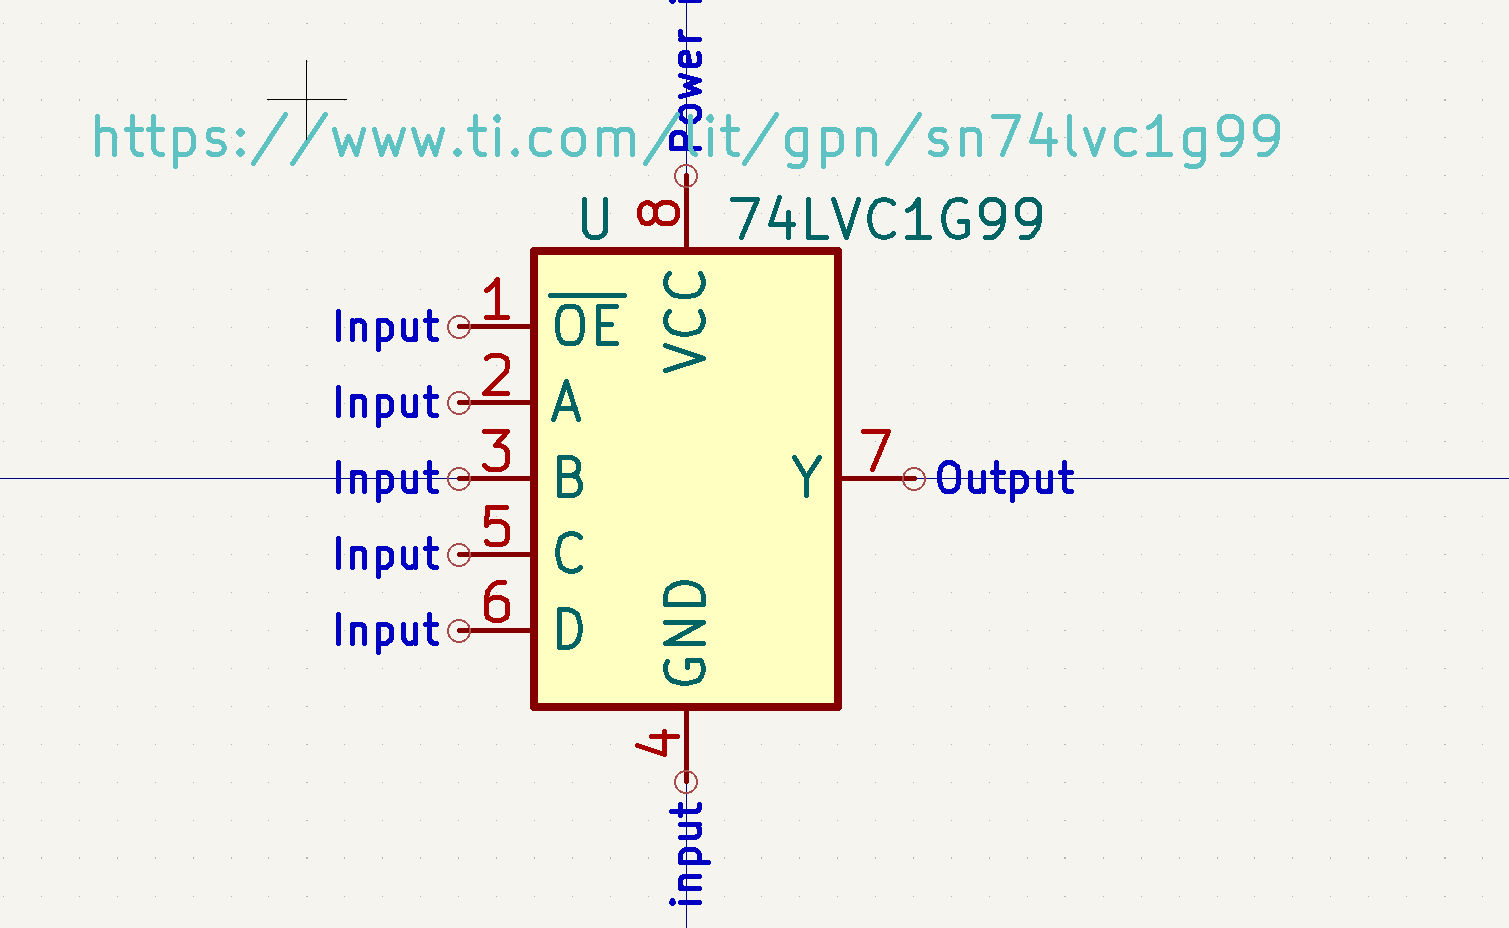 Power i
https://www.ti.com/lit/gpn/sn74lvc1g99
U 8 74LVC1G99
VCC
Input 1 OE
Input 2 A
Input 3 B Y 7 Output
Input 5 C
Input 6 D
GND
4
input